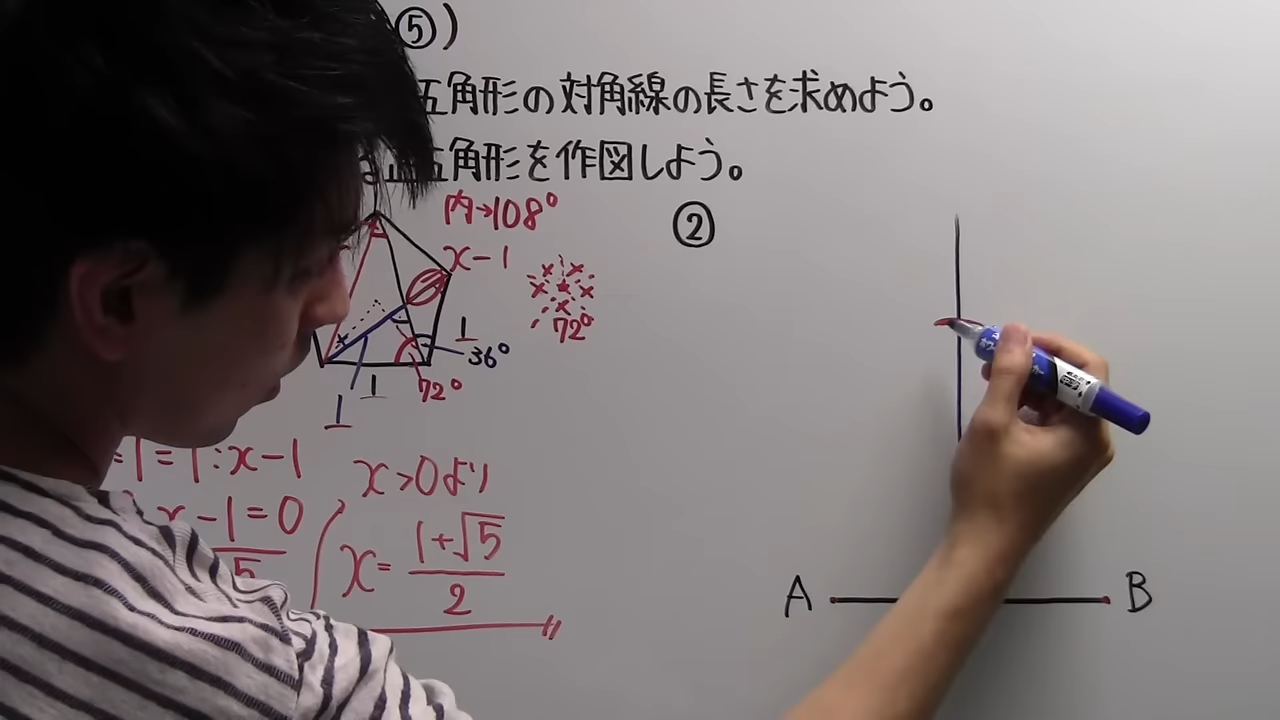 ⑤)
五角形の対角線の長さを求めよう。
正五角形を作図しよう。
内→108°
②
x-1
72°
1
36°
1
72°
1
=1=1:x-1
x>0より
x-1=0
x=1+√5/2
5
A
B